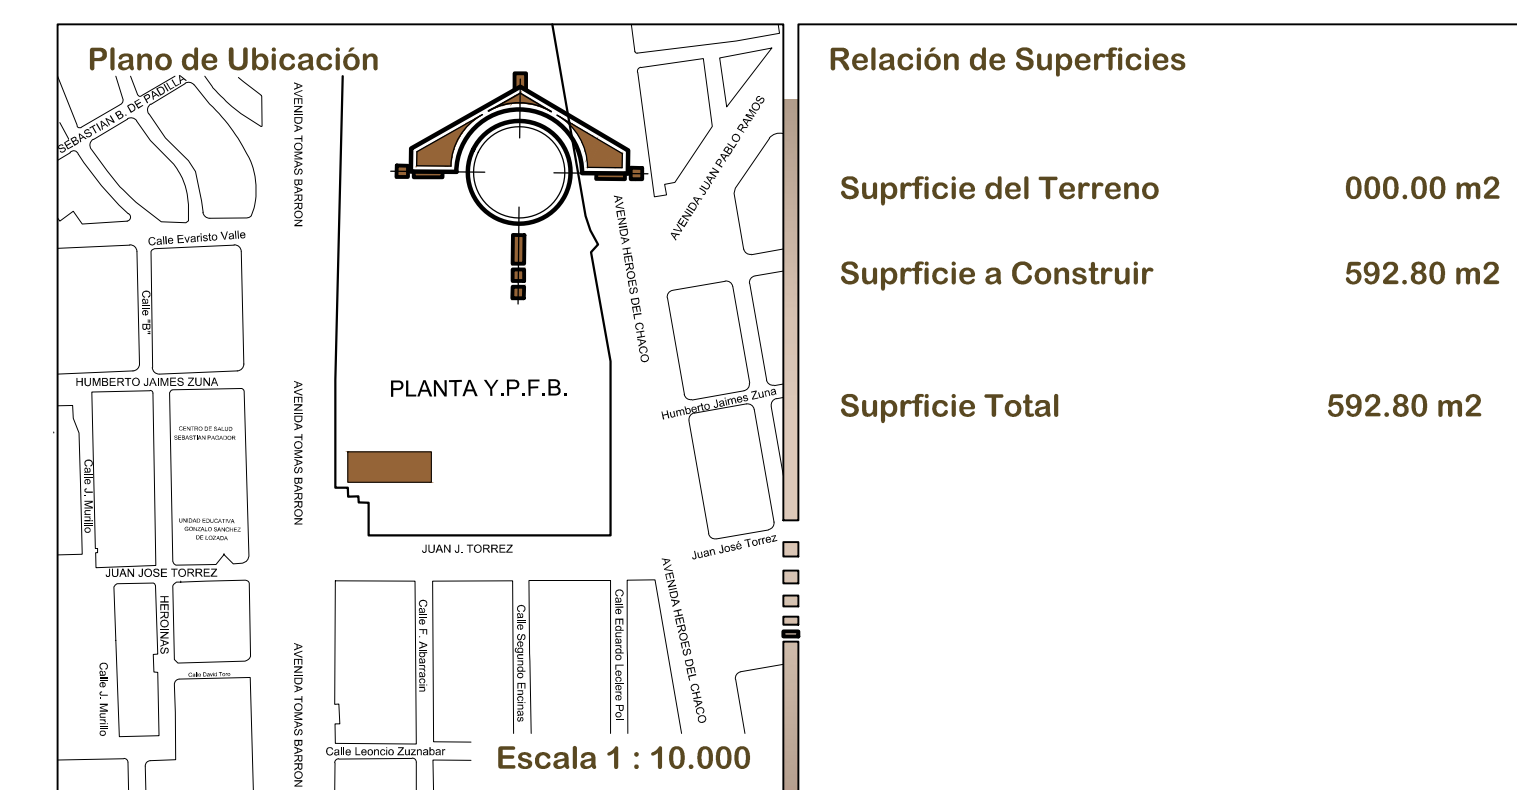 Plano de Ubicación
SEBASTIAN B. DE PADILLA
AVENIDA TOMAS BARRON
AVENIDA JUAN PABLO RAMOS
AVENIDA HEROES DEL CHACO
Calle Evaristo Valle
Calle "B"
HUMBERTO JAIMES ZUNA
AVENIDA TOMAS BARRON
PLANTA Y.P.F.B.
Humberto Jaimes Zuna
CENTRO DE SALUD
SEBASTIAN PAGADOR
Calle J. Murillo
UNIDAD EDUCATIVA
GONZALO SANCHEZ
DE LOZADA
JUAN J. TORREZ
Juan José Torrez
JUAN JOSE TORREZ
HEROINAS
Calle F. Albarracin
Calle Segundo Encinas
Calle Eduardo Leclere Pol
AVENIDA HEROES DEL CHACO
Calle J. Murillo
Calle David Toro
AVENIDA TOMAS BARRON
Calle Leoncio Zuznabar
Escala 1 : 10.000
Relación de Superficies
Suprficie del Terreno 000.00 m2
Suprficie a Construir 592.80 m2
Suprficie Total 592.80 m2